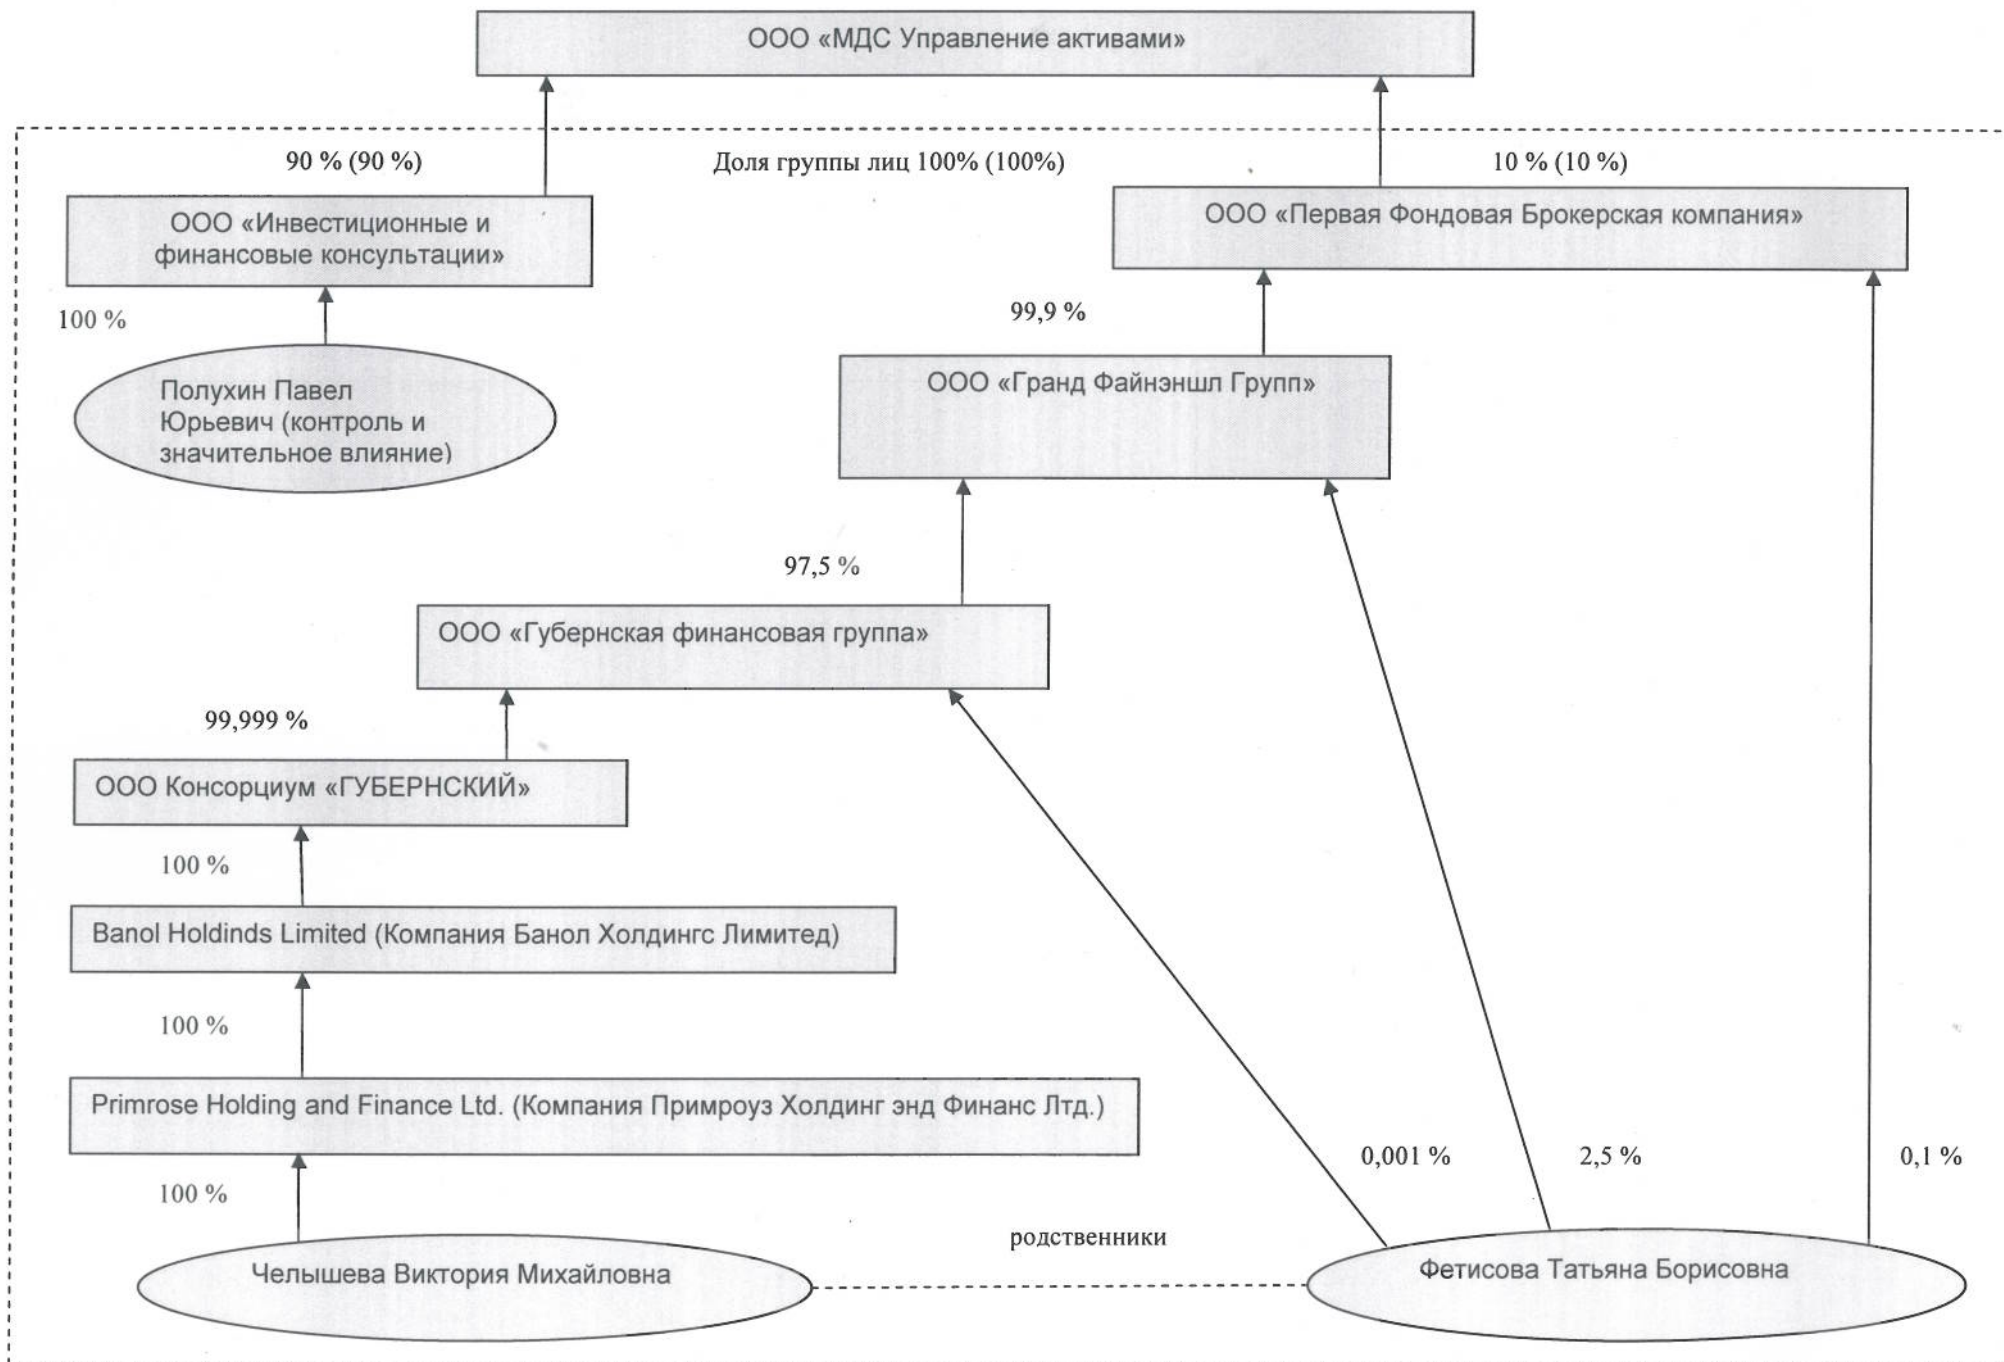 ООО «МДС Управление активами»
90 % (90 %)
Доля группы лиц 100% (100%)
10 % (10 %)
ООО «Инвестиционные и
финансовые консультации»
ООО «Первая Фондовая Брокерская компания»
100 %
99,9 %
Полухин Павел
Юрьевич (контроль и
значительное влияние)
ООО «Гранд Файнэншл Групп»
97,5 %
ООО «Губернская финансовая группа»
99,999 %
ООО Консорциум «ГУБЕРНСКИЙ»
100 %
Banol Holdinds Limited (Компания Банол Холдингс Лимитед)
100 %
Primrose Holding and Finance Ltd. (Компания Примроуз Холдинг энд Финанс Лтд.)
0,001 %
2,5 %
0,1 %
100 %
родственники
Челышева Виктория Михайловна
Фетисова Татьяна Борисовна